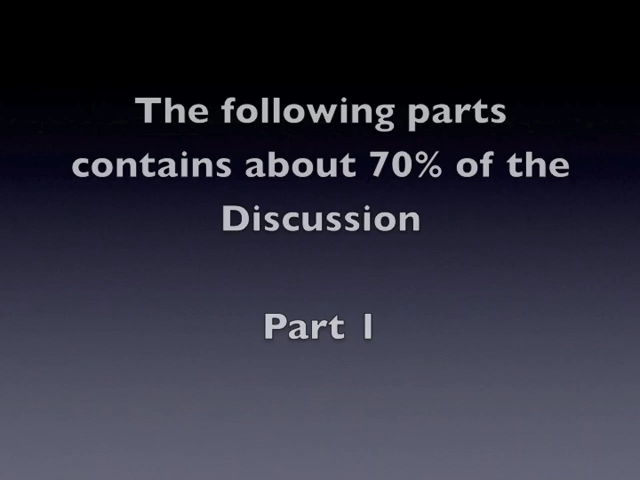 The following parts
contains about 70% of the
Discussion
Part 1